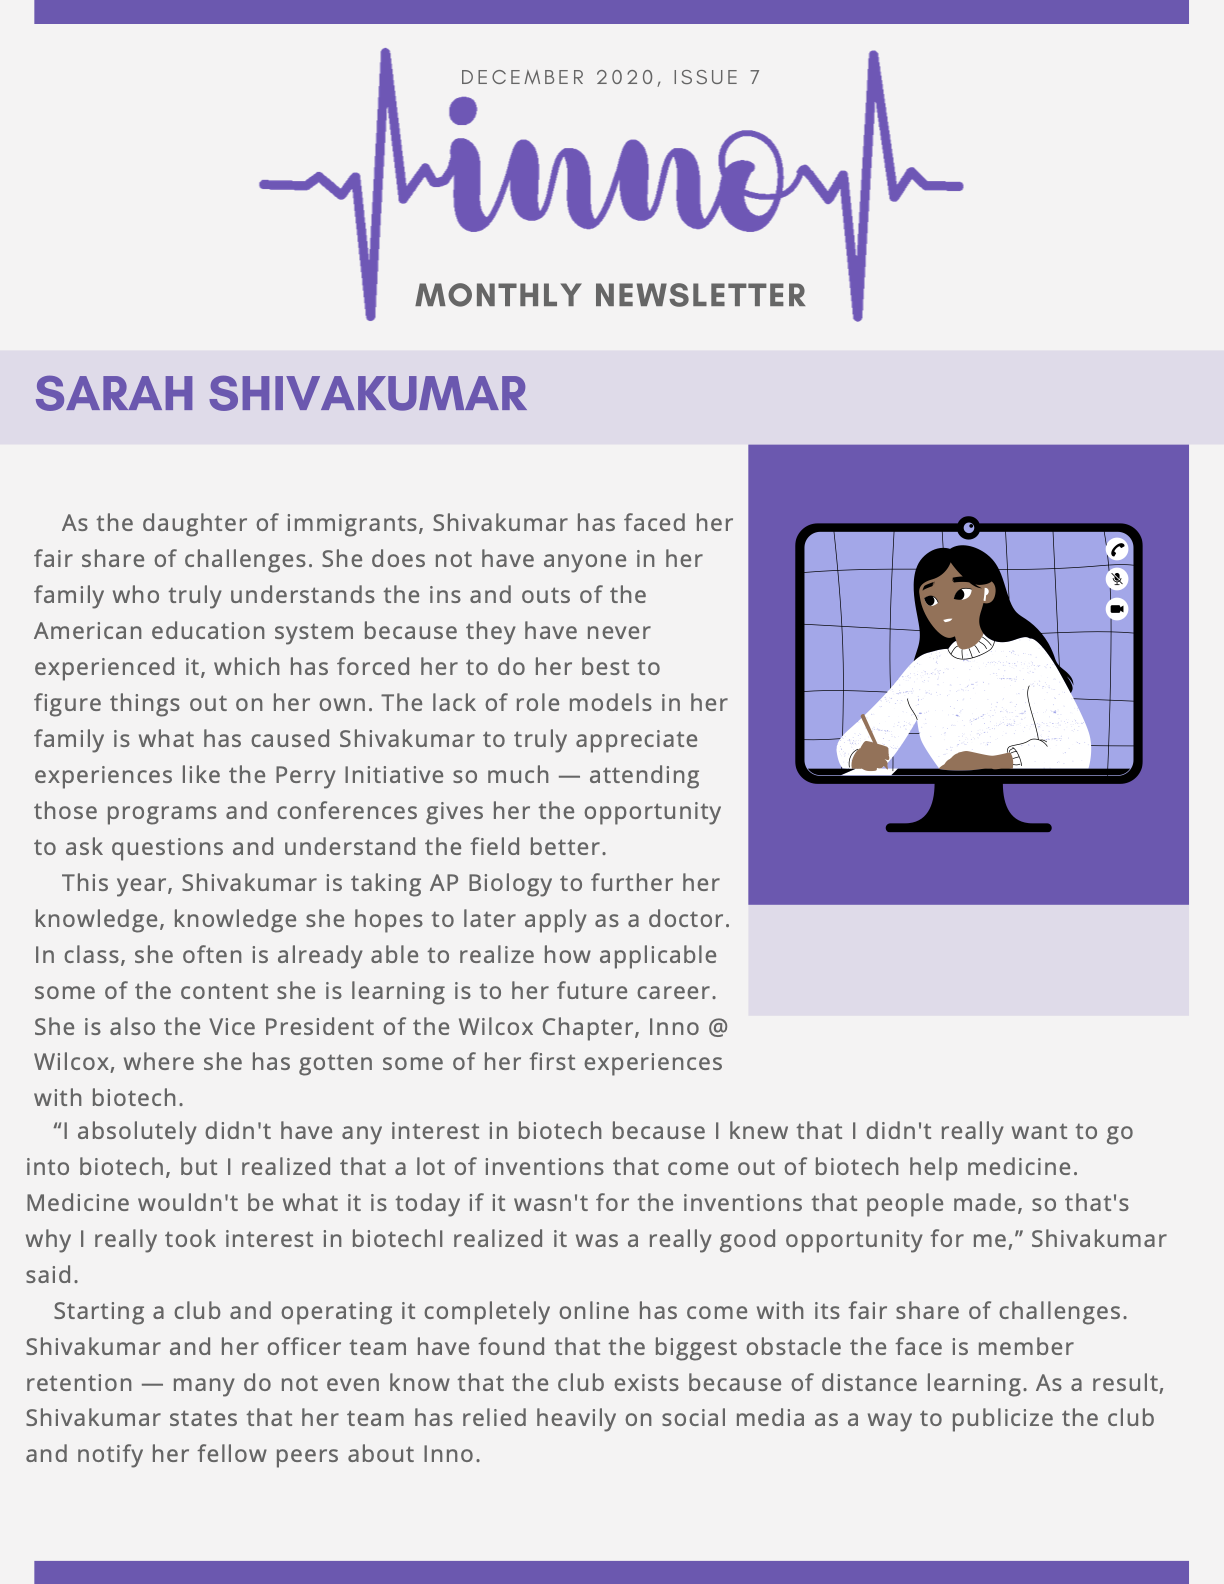 DECEMBER 2020, ISSUE 7
inno
MONTHLY NEWSLETTER
SARAH SHIVAKUMAR
As the daughter of immigrants, Shivakumar has faced her
fair share of challenges. She does not have anyone in her
family who truly understands the ins and outs of the
American education system because they have never
experienced it, which has forced her to do her best to
figure things out on her own. The lack of role models in her
family is what has caused Shivakumar to truly appreciate
experiences like the Perry Initiative so much — attending
those programs and conferences gives her the opportunity
to ask questions and understand the field better.
This year, Shivakumar is taking AP Biology to further her
knowledge, knowledge she hopes to later apply as a doctor.
In class, she often is already able to realize how applicable
some of the content she is learning is to her future career.
She is also the Vice President of the Wilcox Chapter, Inno @
Wilcox, where she has gotten some of her first experiences
with biotech.
“I absolutely didn't have any interest in biotech because I knew that I didn't really want to go
into biotech, but I realized that a lot of inventions that come out of biotech help medicine.
Medicine wouldn't be what it is today if it wasn't for the inventions that people made, so that's
why I really took interest in biotechI realized it was a really good opportunity for me,” Shivakumar
said.
Starting a club and operating it completely online has come with its fair share of challenges.
Shivakumar and her officer team have found that the biggest obstacle the face is member
retention — many do not even know that the club exists because of distance learning. As a result,
Shivakumar states that her team has relied heavily on social media as a way to publicize the club
and notify her fellow peers about Inno.